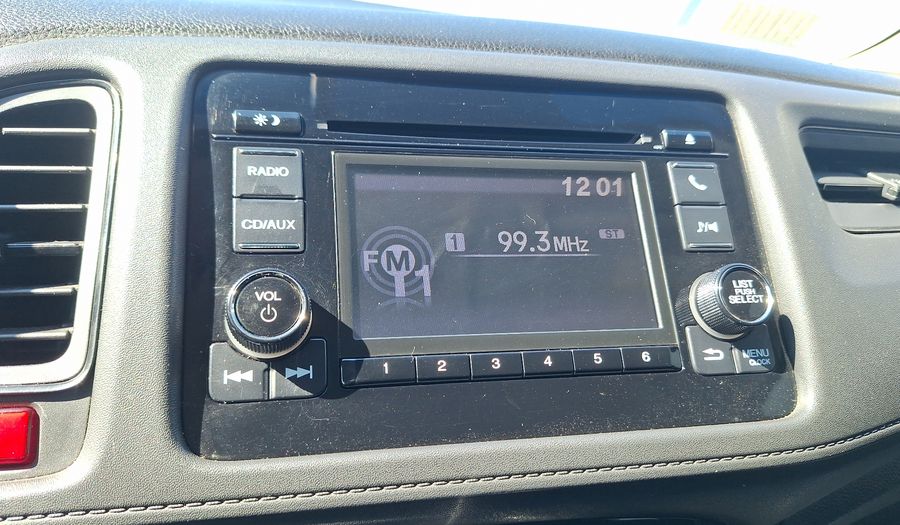 RADIO
CD/AUX
VOL
12 01
1 99.3 MHz ST
FM1
LIST
PUSH
SELECT
MENU
CLOCK
1 2 3 4 5 6